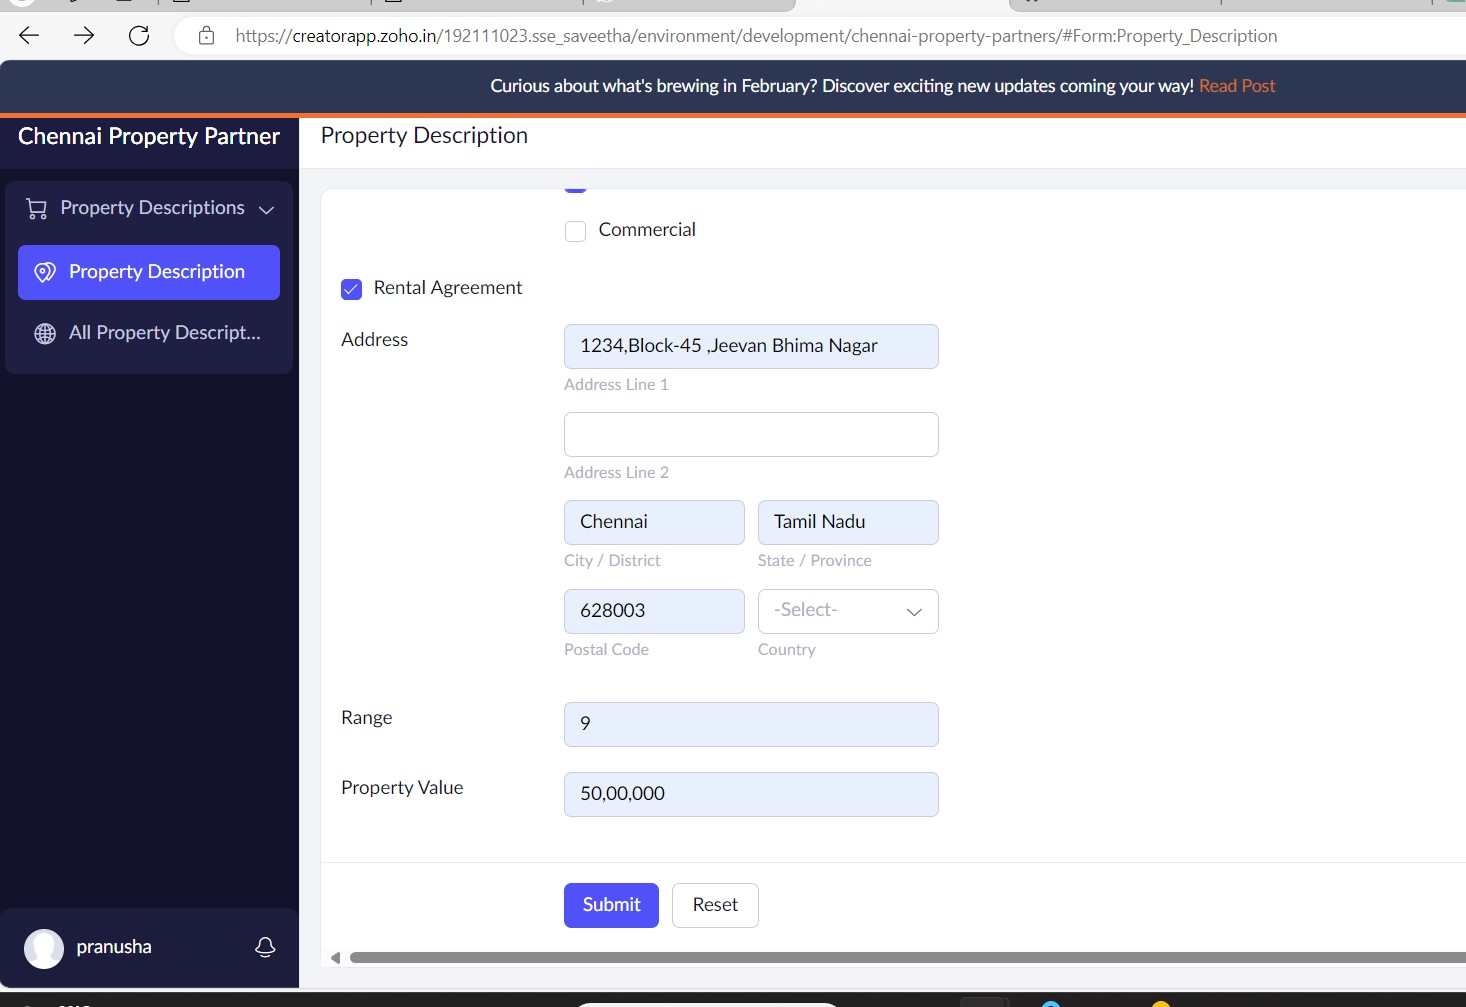 https://creatorapp.zoho.in/192111023.sse_saveetha/environment/development/chennai-property-partners/#Form:Property_Description
Curious about what's brewing in February? Discover exciting new updates coming your way! Read Post
Chennai Property Partner
Property Description
Property Descriptions
Property Description
All Property Descript...
Commercial
Rental Agreement
Address
1234,Block-45 ,Jeevan Bhima Nagar
Address Line 1
Address Line 2
Chennai
Tamil Nadu
City / District
State / Province
628003
-Select-
Postal Code
Country
Range
9
Property Value
50,00,000
Submit
Reset
pranusha